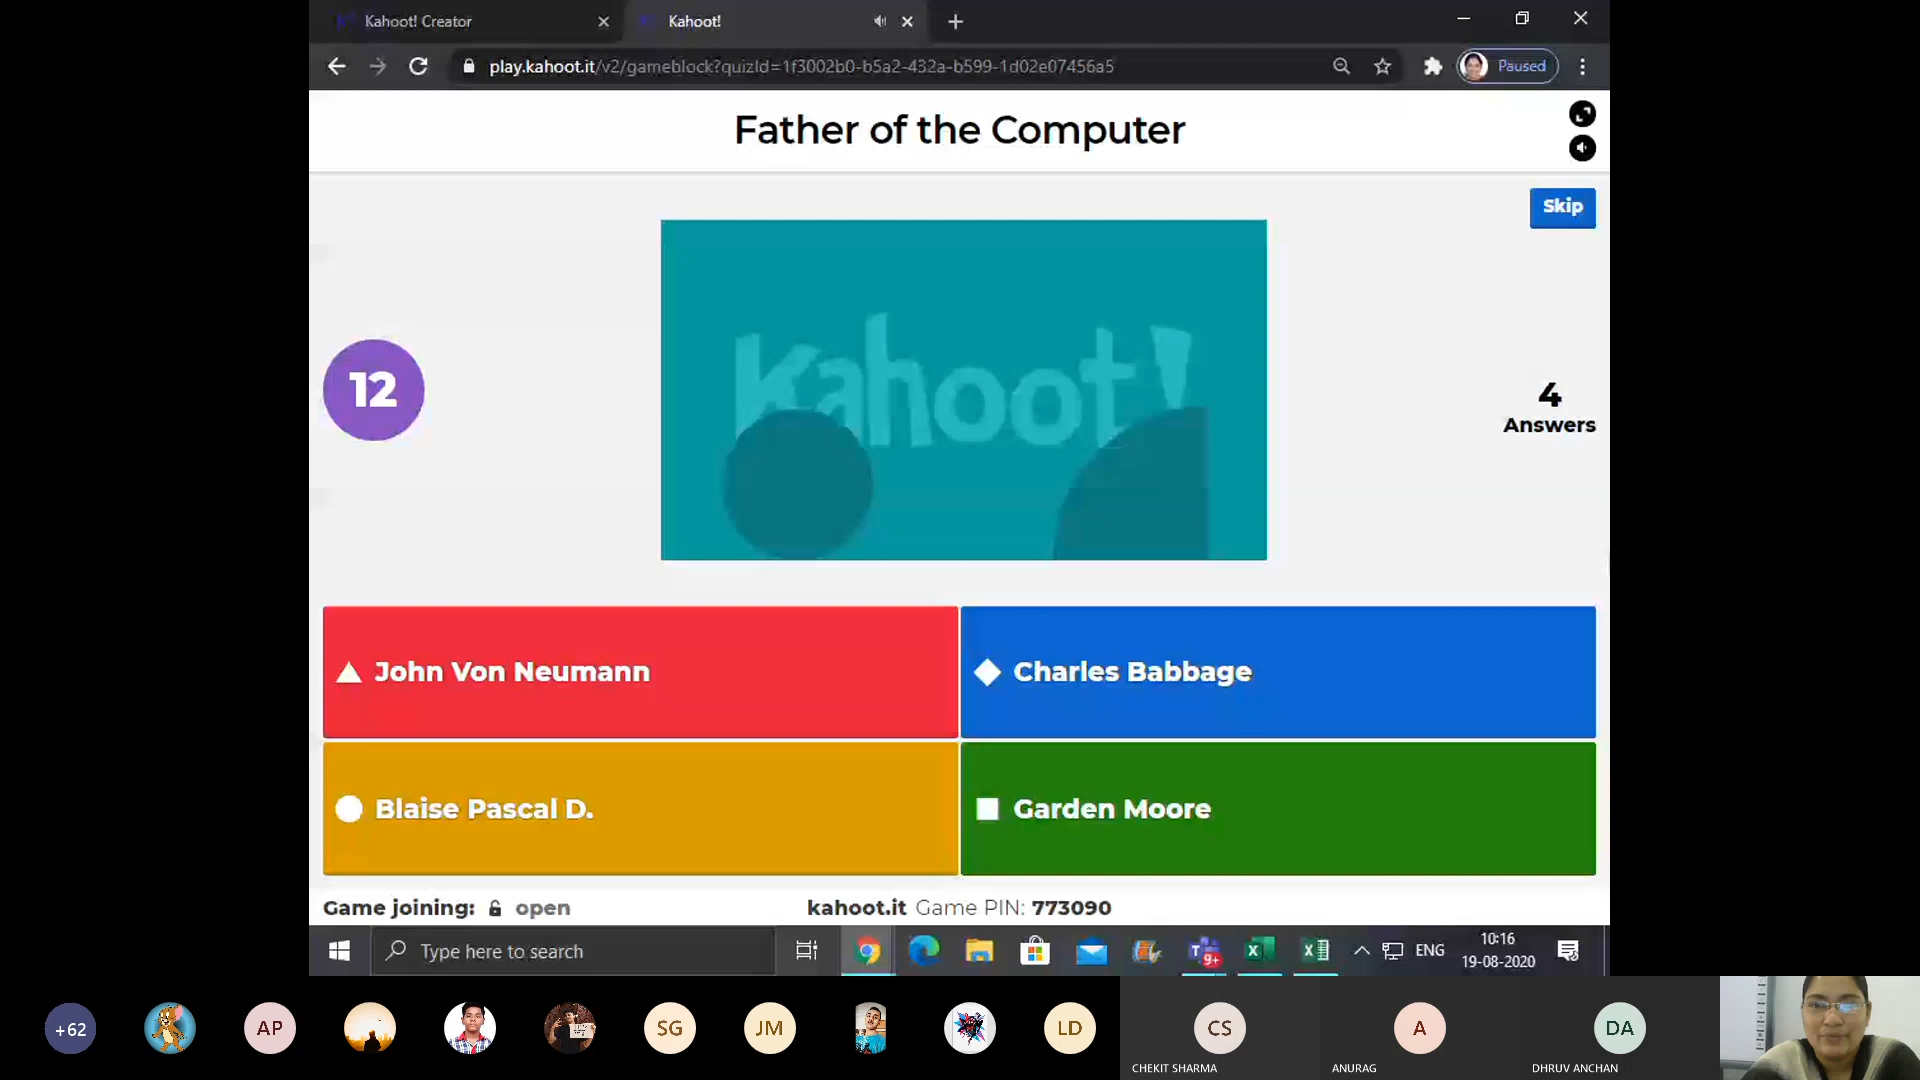 Kahoot! Creator
Kahoot!
play.kahoot.it/v2/gameblock?quizId=1f3002b0-b5a2-432a-b599-1d02e07456a5
Paused
Father of the Computer
Skip
Kahoot!
12
4
Answers
John Von Neumann
Charles Babbage
Blaise Pascal D.
Garden Moore
Game joining: open
kahoot.it Game PIN: 773090
Type here to search
9+
ENG
10:16
19-08-2020
+62
AP
SG
JM
LD
CS
A
DA
CHEKIT SHARMA
ANURAG
DHRUV ANCHAN